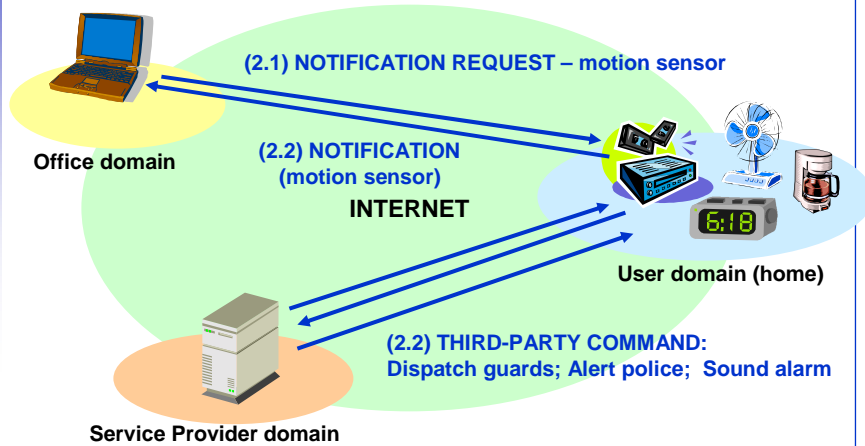 (2.1) NOTIFICATION REQUEST – motion sensor
Office domain
(2.2) NOTIFICATION
(motion sensor)
INTERNET
6:18
User domain (home)
(2.2) THIRD-PARTY COMMAND:
Dispatch guards; Alert police;  Sound alarm
Service Provider domain